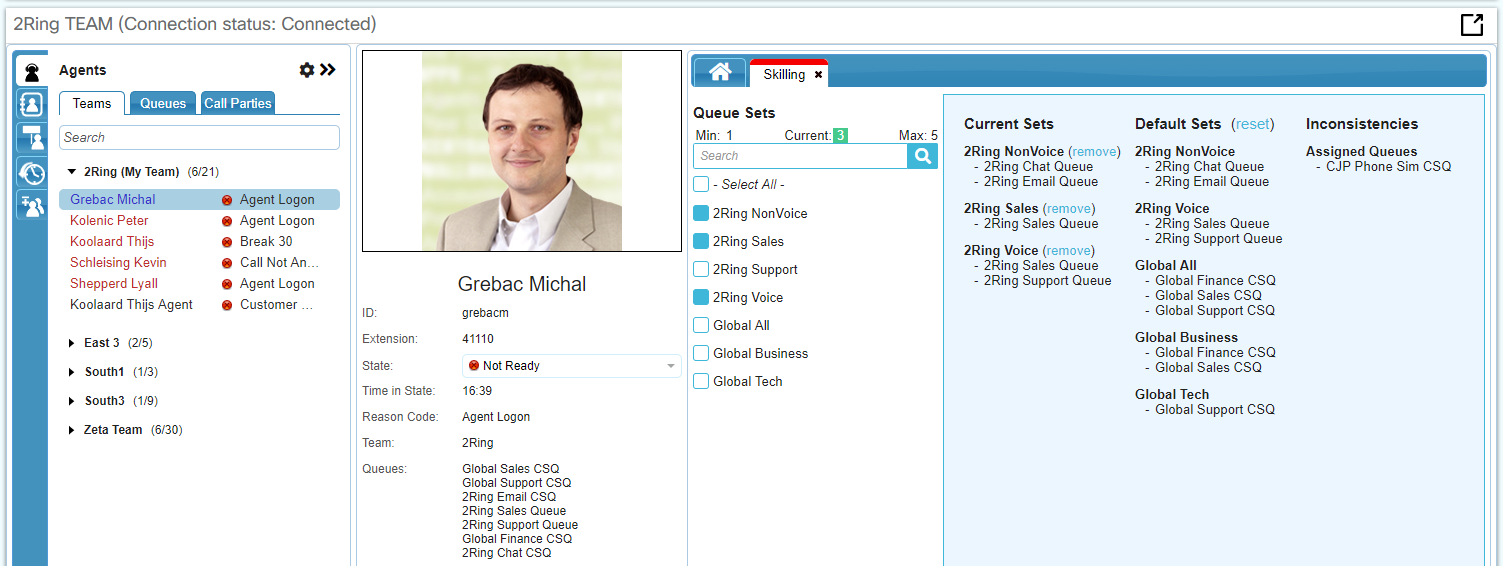 2Ring TEAM (Connection status: Connected)
Agents
Teams
Queues
Call Parties
Search
2Ring (My Team) (6/21)
Grebac Michal Agent Logon
Kolenic Peter Agent Logon
Koolaard Thijs Break 30
Schleising Kevin Call Not An...
Shepperd Lyall Agent Logon
Koolaard Thijs Agent Customer ...
East 3 (2/5)
South1 (1/3)
South3 (1/9)
Zeta Team (6/30)
Grebac Michal
ID: grebacm
Extension: 41110
State: Not Ready
Time in State: 16:39
Reason Code: Agent Logon
Team: 2Ring
Queues: Global Sales CSQ
Global Support CSQ
2Ring Email CSQ
2Ring Sales Queue
2Ring Support Queue
Global Finance CSQ
2Ring Chat CSQ
Skilling
Queue Sets
Min: 1 Current: 3 Max: 5
Search
- Select All -
2Ring NonVoice
2Ring Sales
2Ring Support
2Ring Voice
Global All
Global Business
Global Tech
Current Sets
2Ring NonVoice (remove)
- 2Ring Chat Queue
- 2Ring Email Queue
2Ring Sales (remove)
- 2Ring Sales Queue
2Ring Voice (remove)
- 2Ring Sales Queue
- 2Ring Support Queue
Default Sets (reset)
2Ring NonVoice
- 2Ring Chat Queue
- 2Ring Email Queue
2Ring Voice
- 2Ring Sales Queue
- 2Ring Support Queue
Global All
- Global Finance CSQ
- Global Sales CSQ
- Global Support CSQ
Global Business
- Global Finance CSQ
- Global Sales CSQ
Global Tech
- Global Support CSQ
Inconsistencies
Assigned Queues
- CJP Phone Sim CSQ